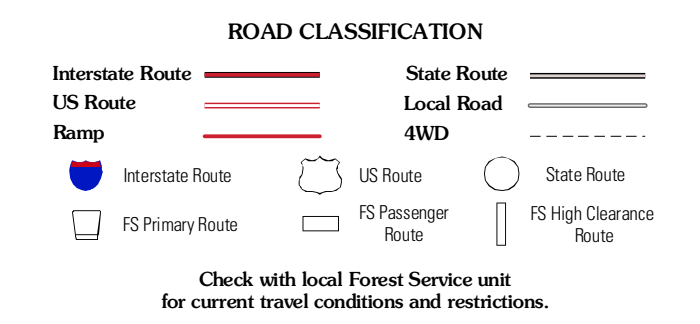 ROAD CLASSIFICATION
Interstate Route
State Route
US Route
Local Road
Ramp
4WD
Interstate Route
US Route
State Route
FS Primary Route
FS Passenger
Route
FS High Clearance
Route
Check with local Forest Service unit
for current travel conditions and restrictions.